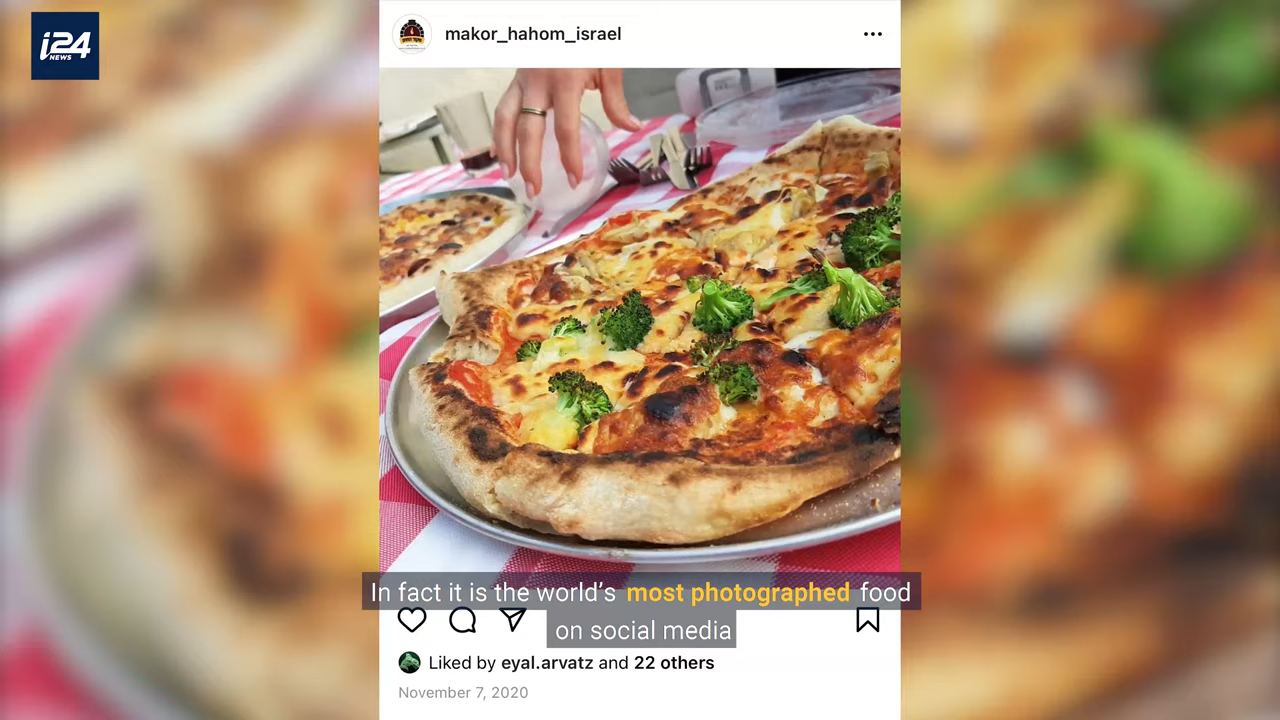 i24
NEWS
makor_hahom_israel
In fact it is the world's most photographed food
on social media
Liked by eyal.arvatz and 22 others
November 7, 2020